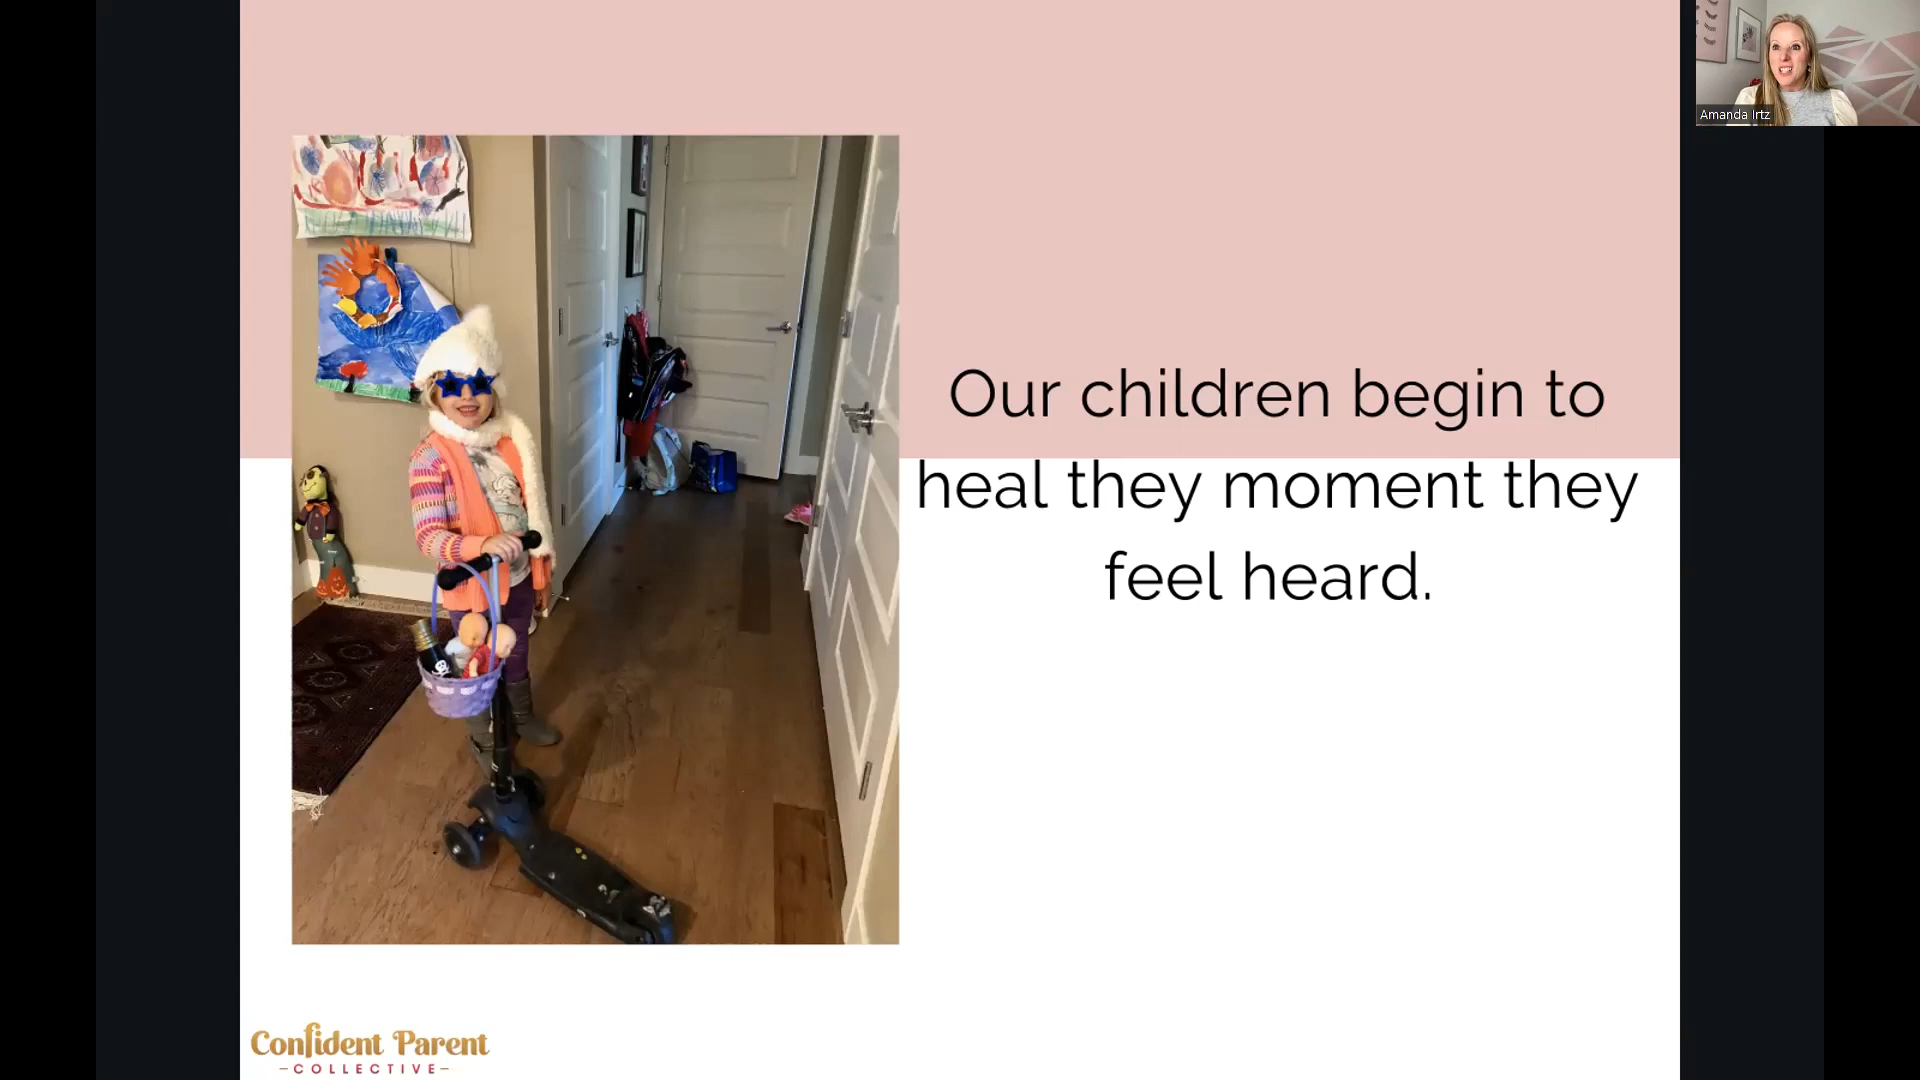 Amanda Irtz
Our children begin to
heal they moment they
feel heard.
Confident Parent
COLLECTIVE